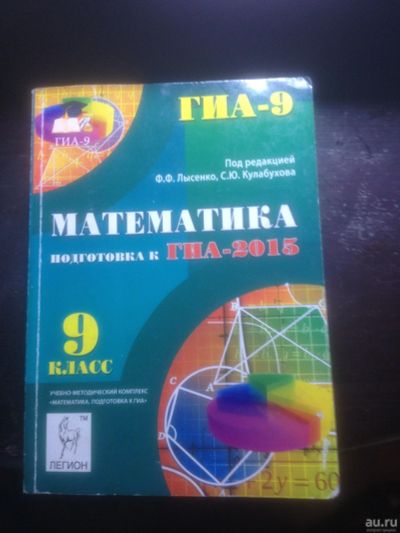 ГИА-9
ГИА-9
Под редакцией
Ф.Ф. Лысенко, С.Ю. Кулабухова
МАТЕМАТИКА
ПОДГОТОВКА К ГИА-2015
9
КЛАСС
УЧЕБНО-МЕТОДИЧЕСКИЙ КОМПЛЕКС
«МАТЕМАТИКА. ПОДГОТОВКА К ГИА»
TM
ЛЕГИОН
C
D
A
B
+2y = 60
au.ru